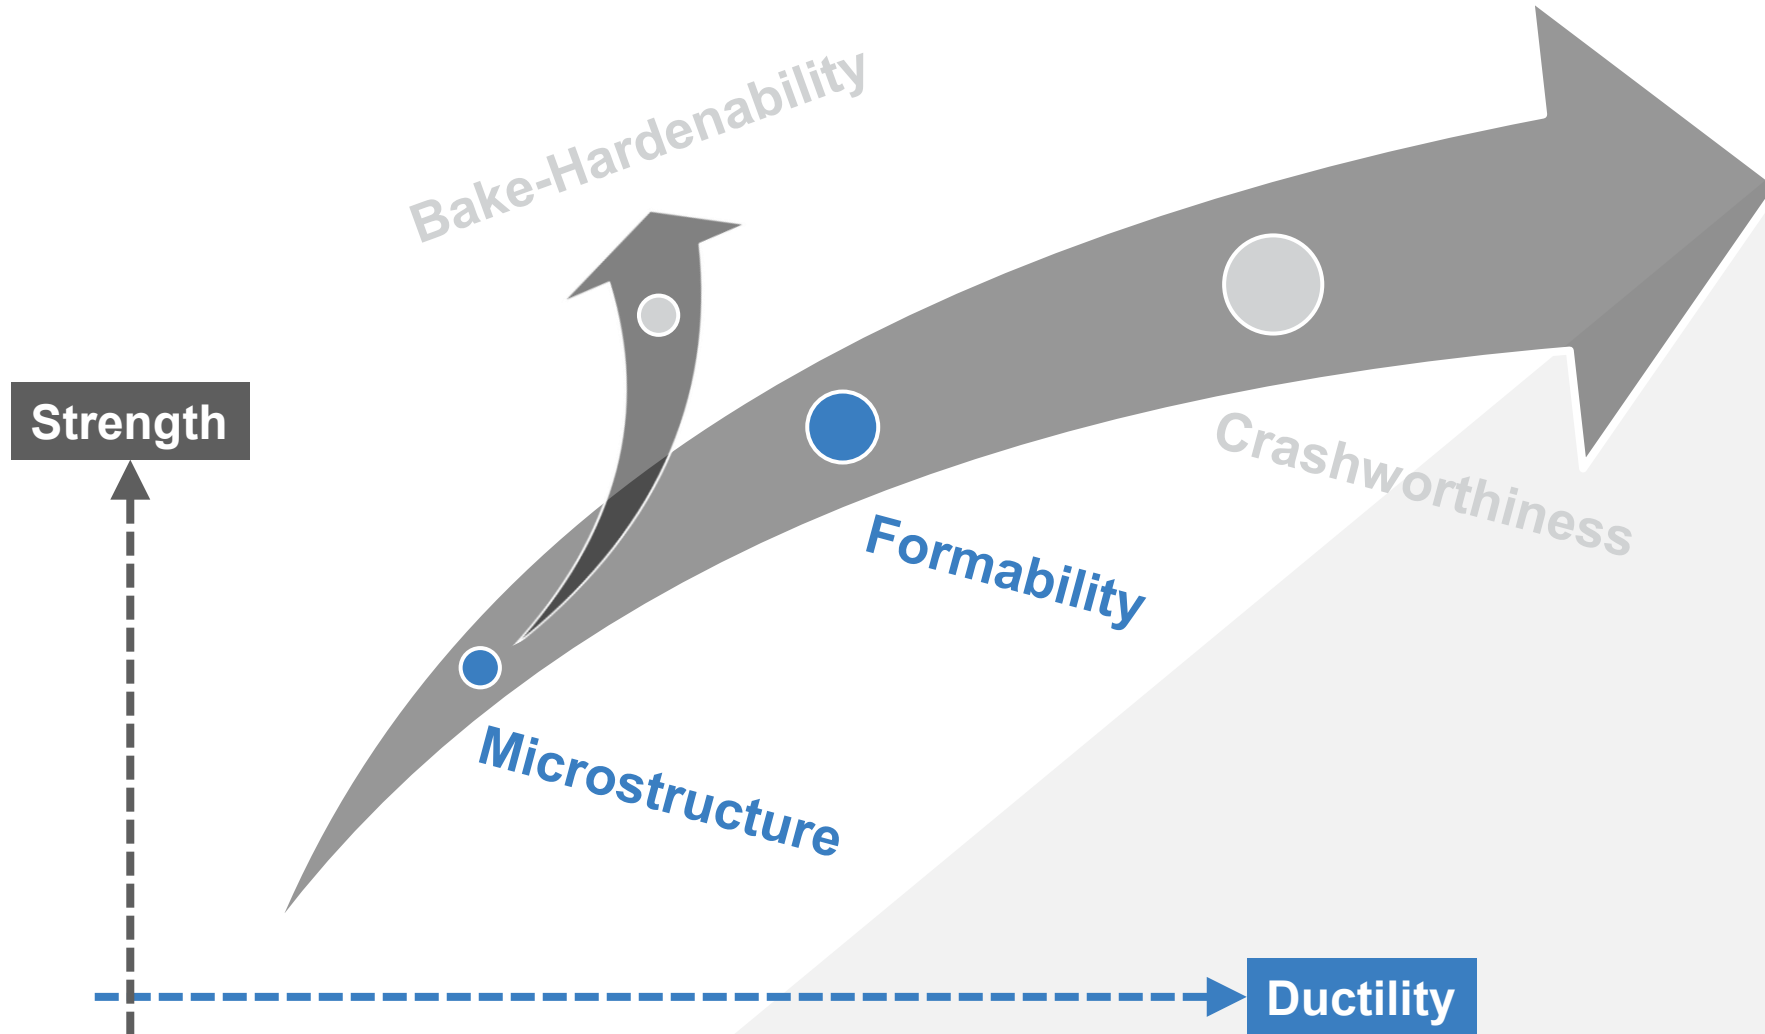 Bake-Hardenability
Strength
Crashworthiness
Formability
Microstructure
Ductility